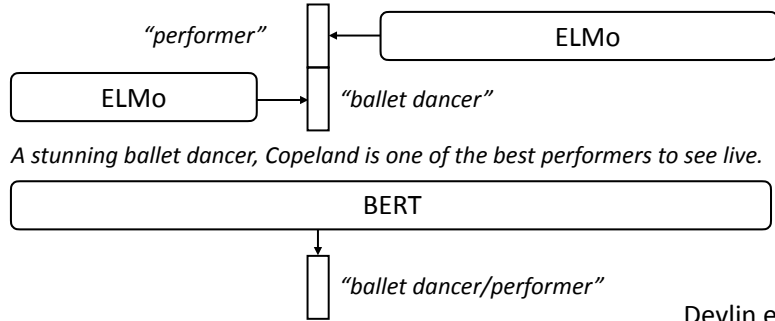 "performer"
ELMo
ELMo
"ballet dancer"
A stunning ballet dancer, Copeland is one of the best performers to see live.
BERT
"ballet dancer/performer"
Devlin e